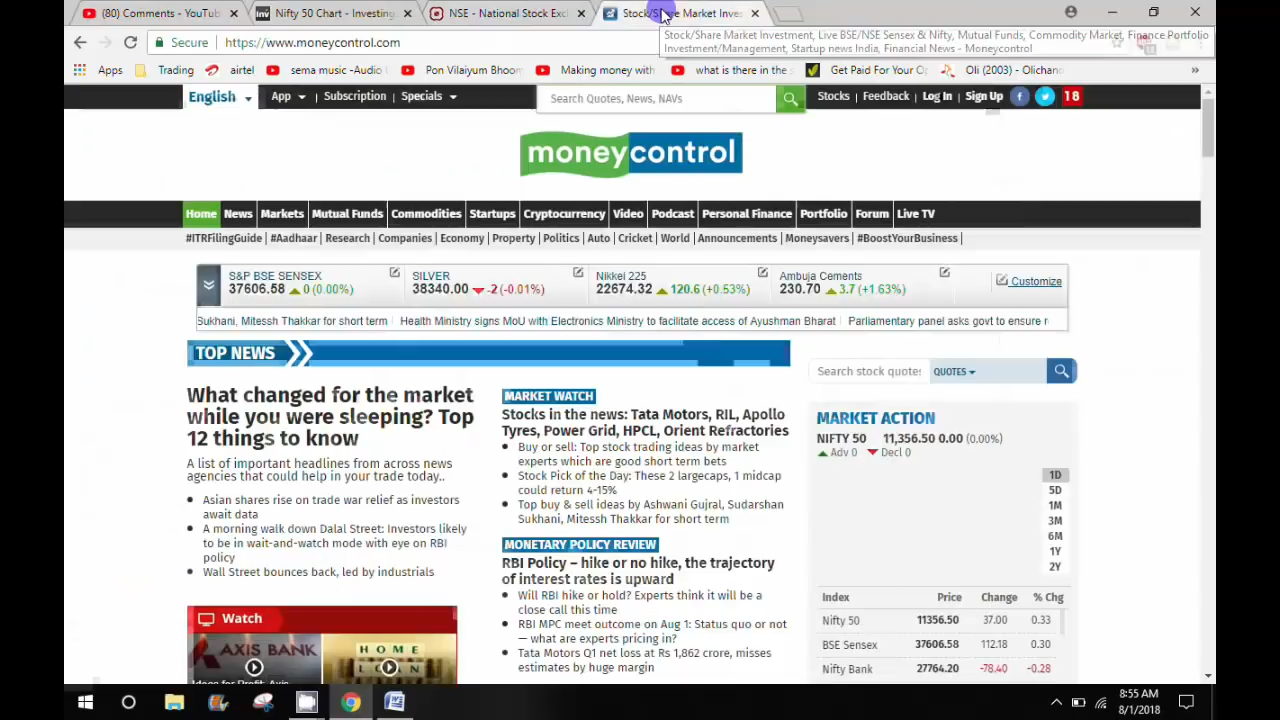 (80) Comments - YouTub
Nifty 50 Chart - Investing
NSE - National Stock Exc
Stock/Share Market Inves
Secure
https://www.moneycontrol.com
Stock/Share Market Investment, Live BSE/NSE Sensex & Nifty, Mutual Funds, Commodity Market, Finance Portfolio
Investment/Management, Startup news India, Financial News - Moneycontrol
Apps
Trading
airtel
sema music -Audio
Pon Vilaiyum Bhoom
Making money with
what is there in the
Get Paid For Your Op
Oli (2003) - Olichand
English
App
Subscription
Specials
Search Quotes, News, NAVs
Stocks
Feedback
Log In
Sign Up
18
moneycontrol
Home
News
Markets
Mutual Funds
Commodities
Startups
Cryptocurrency
Video
Podcast
Personal Finance
Portfolio
Forum
Live TV
#ITRFilingGuide | #Aadhaar | Research | Companies | Economy | Property | Politics | Auto | Cricket | World | Announcements | Moneysavers | #BoostYourBusiness |
S&P BSE SENSEX
37606.58 ▲ 0 (0.00%)
SILVER
38340.00 ▼ -2 (-0.01%)
Nikkei 225
22674.32 ▲ 120.6 (+0.53%)
Ambuja Cements
230.70 ▲ 3.7 (+1.63%)
Customize
Sukhani, Mitessh Thakkar for short term | Health Ministry signs MoU with Electronics Ministry to facilitate access of Ayushman Bharat | Parliamentary panel asks govt to ensure r
TOP NEWS
What changed for the market
while you were sleeping? Top
12 things to know
A list of important headlines from across news
agencies that could help in your trade today..
Asian shares rise on trade war relief as investors
await data
A morning walk down Dalal Street: Investors likely
to be in wait-and-watch mode with eye on RBI
policy
Wall Street bounces back, led by industrials
Watch
AXIS BANK
HOME
LOAN
Ideas for Profit: Axis
MARKET WATCH
Stocks in the news: Tata Motors, RIL, Apollo
Tyres, Power Grid, HPCL, Orient Refractories
Buy or sell: Top stock trading ideas by market
experts which are good short term bets
Stock Pick of the Day: These 2 largecaps, 1 midcap
could return 4-15%
Top buy & sell ideas by Ashwani Gujral, Sudarshan
Sukhani, Mitessh Thakkar for short term
MONETARY POLICY REVIEW
RBI Policy – hike or no hike, the trajectory
of interest rates is upward
Will RBI hike or hold? Experts think it will be a
close call this time
RBI MPC meet outcome on Aug 1: Status quo or not
— what are experts pricing in?
Tata Motors Q1 net loss at Rs 1,862 crore, misses
estimates by huge margin
Search stock quotes
QUOTES
MARKET ACTION
NIFTY 50 11,356.50 0.00 (0.00%)
▲ Adv 0 ▼ Decl 0
1D
5D
1M
3M
6M
1Y
2Y
Index Price Change % Chg
Nifty 50 11356.50 37.00 0.33
BSE Sensex 37606.58 112.18 0.30
Nifty Bank 27764.20 -78.40 -0.28
8:55 AM
8/1/2018